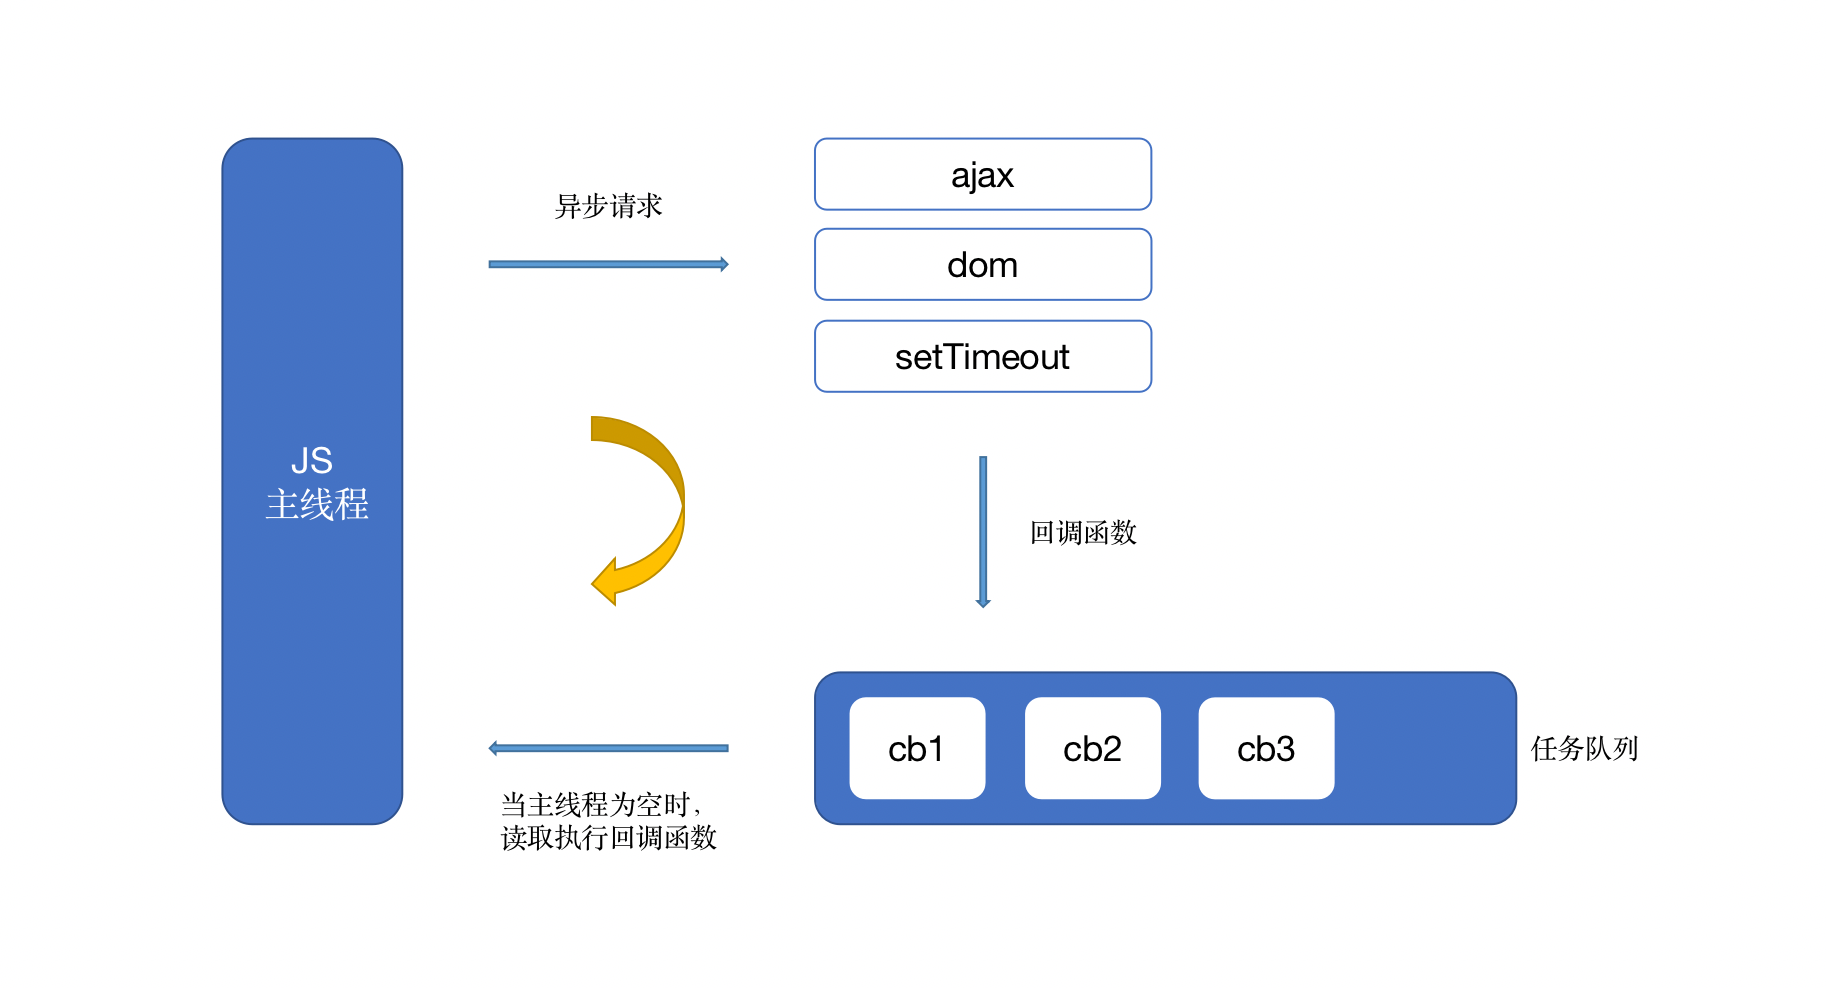 JS
主线程
异步请求
ajax
dom
setTimeout
回调函数
cb1
cb2
cb3
任务队列
当主线程为空时，
读取执行回调函数